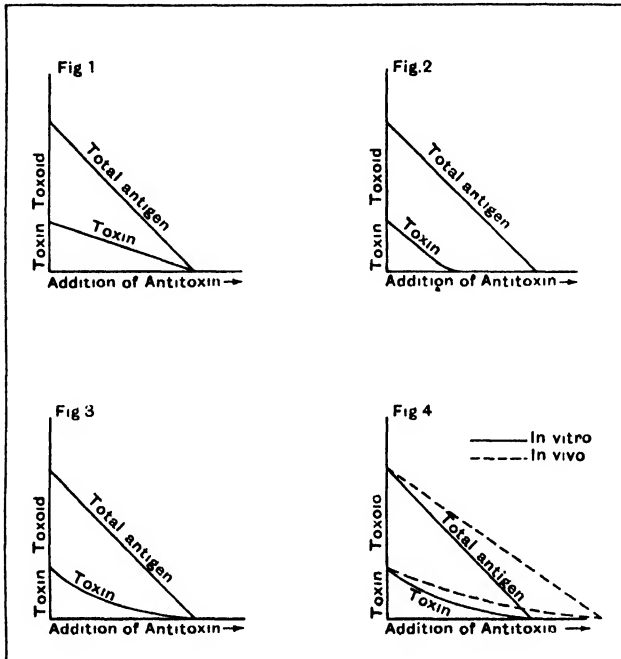 Fig 1
Toxin Toxoid
Total antigen
Toxin
Addition of Antitoxin
Fig.2
Toxin Toxoid
Total antigen
Toxin
Addition of Antitoxin
Fig 3
Toxin Toxoid
Total antigen
Toxin
Addition of Antitoxin
Fig 4
In vitro
In vivo
Toxin Toxoid
Total antigen
Toxin
Addition of Antitoxin